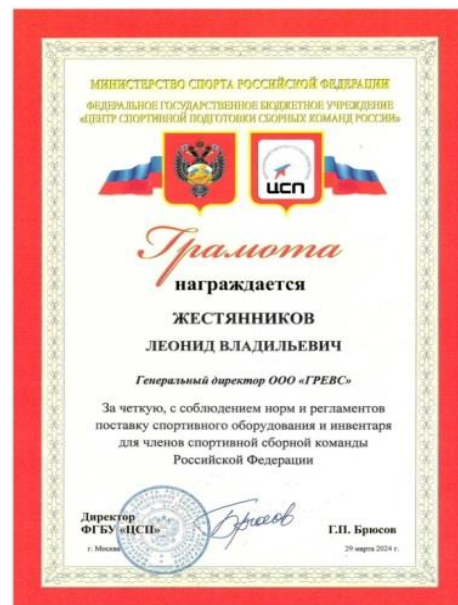 МИНИСТЕРСТВО СПОРТА РОССИЙСКОЙ ФЕДЕРАЦИИ
ФЕДЕРАЛЬНОЕ ГОСУДАРСТВЕННОЕ БЮДЖЕТНОЕ УЧРЕЖДЕНИЕ
«ЦЕНТР СПОРТИВНОЙ ПОДГОТОВКИ СБОРНЫХ КОМАНД РОССИИ»
ЦСП
Грамота
награждается
ЖЕСТЯННИКОВ
ЛЕОНИД ВЛАДИЛЬЕВИЧ
Генеральный директор ООО «ГРЕВС»
За четкую, с соблюдением норм и регламентов
поставку спортивного оборудования и инвентаря
для членов спортивной сборной команды
Российской Федерации
Директор
ФГБУ «ЦСП»
Г.П. Брюсов
г. Москва
29 марта 2024 г.